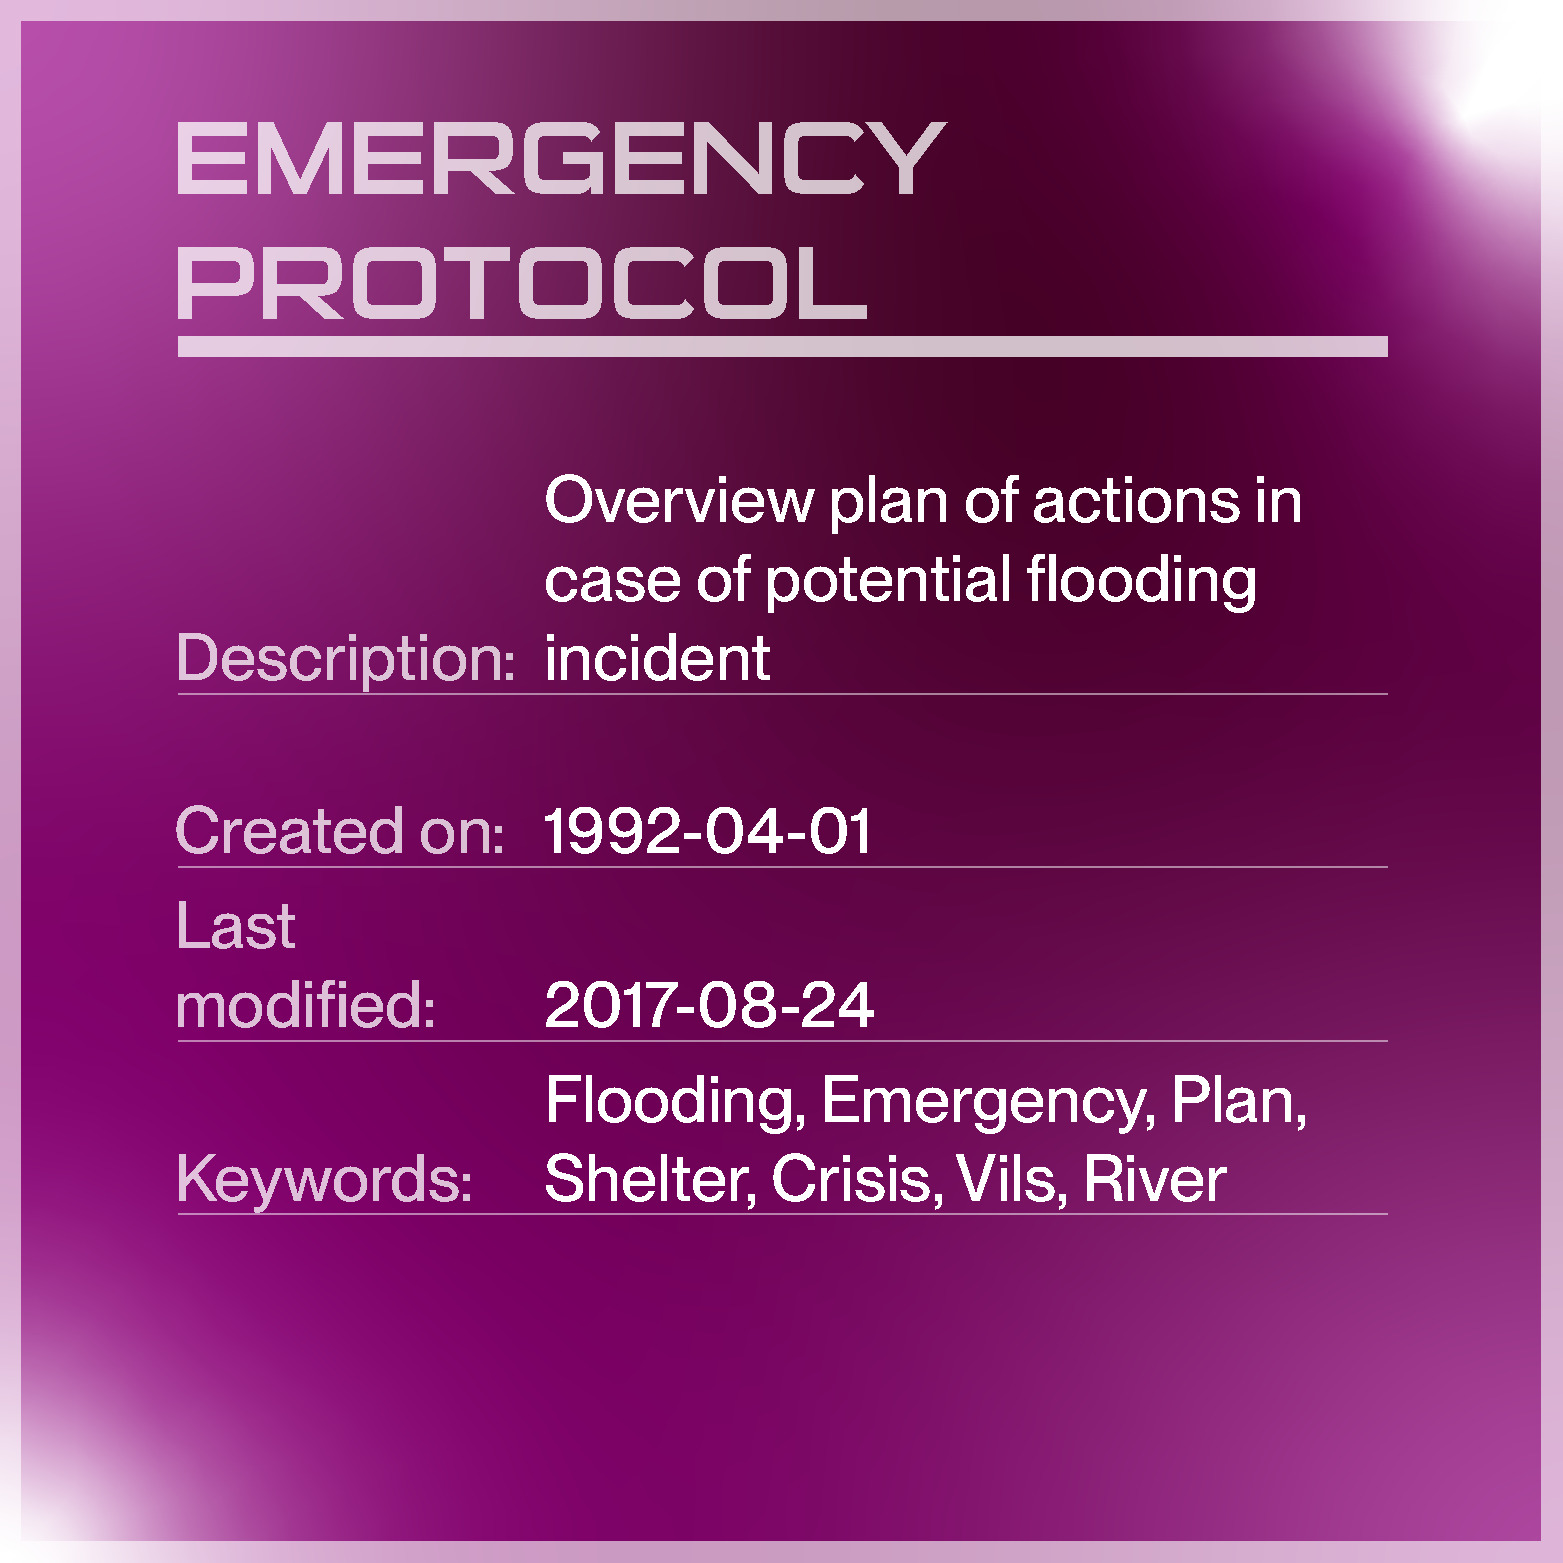 EMERGENCY
PROTOCOL
Overview plan of actions in
case of potential flooding
Description: incident
Created on: 1992-04-01
Last
modified: 2017-08-24
Flooding, Emergency, Plan,
Keywords: Shelter, Crisis, Vils, River